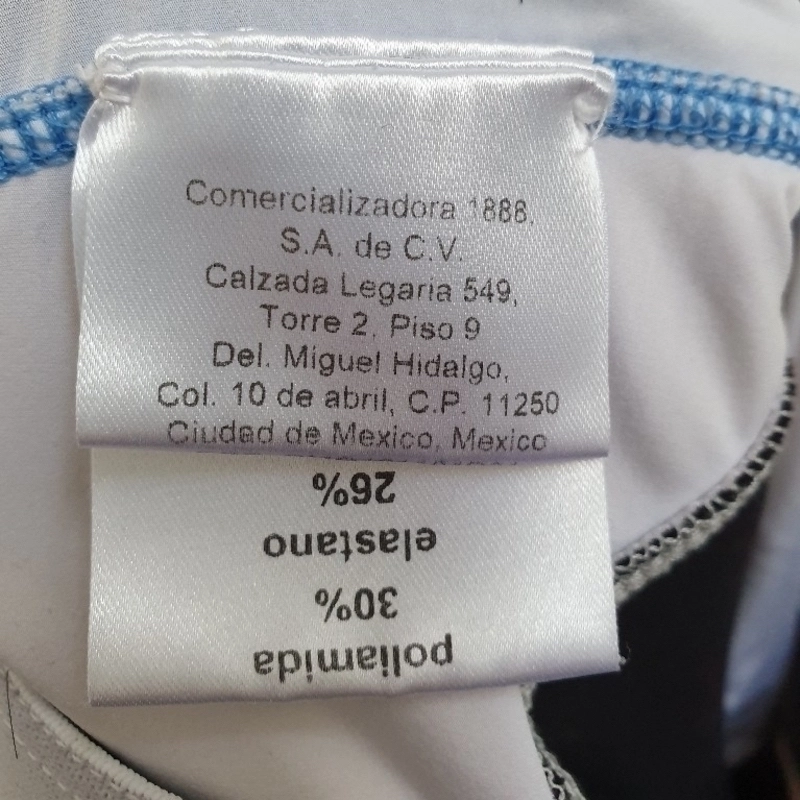 Comercializadora 1888.
S.A. de C.V.
Calzada Legaria 549,
Torre 2, Piso 9
Del. Miguel Hidalgo,
Col. 10 de abril, C.P. 11250
Ciudad de Mexico, Mexico
poliamida
30%
elastano
26%